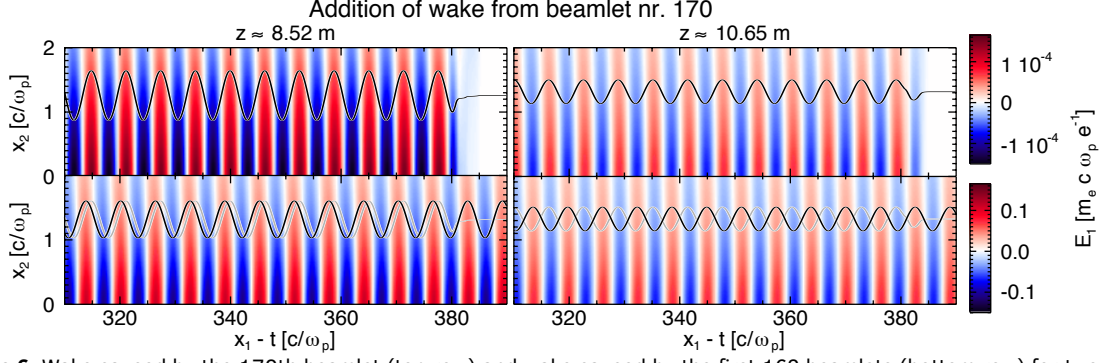 Addition of wake from beamlet nr. 170
z ≈ 8.52 m
z ≈ 10.65 m
2
1
0
x₂ [c/ωₚ]
1
0
x₂ [c/ωₚ]
320 340 360 380
320 340 360 380
x₁ - t [c/ωₚ]
x₁ - t [c/ωₚ]
1 10⁻⁴
0
-1 10⁻⁴
0.1
0.0
-0.1
E₁ [mₑ c ωₚ e⁻¹]